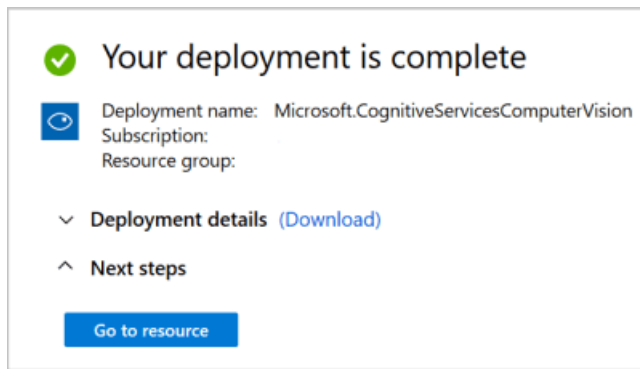 Your deployment is complete
Deployment name: Microsoft.CognitiveServicesComputerVision
Subscription:
Resource group:
Deployment details (Download)
Next steps
Go to resource